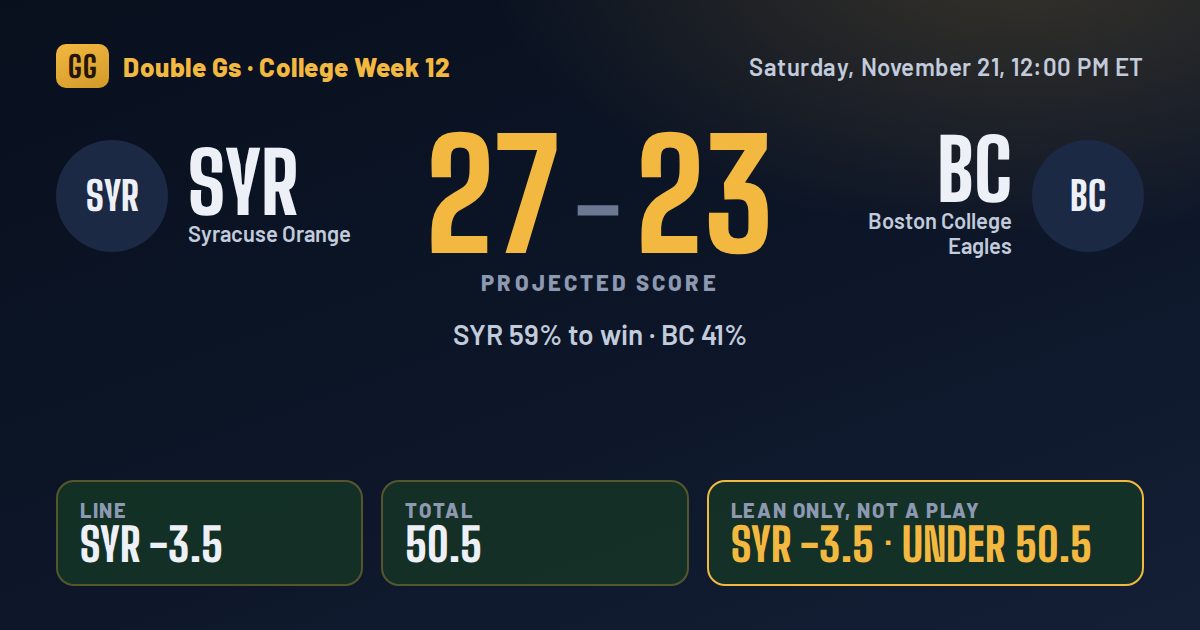 GG
Double Gs · College Week 12
Saturday, November 21, 12:00 PM ET
SYR
SYR
Syracuse Orange
27 – 23
PROJECTED SCORE
SYR 59% to win · BC 41%
BC
Boston College
Eagles
BC
LINE
SYR −3.5
TOTAL
50.5
LEAN ONLY, NOT A PLAY
SYR −3.5 · UNDER 50.5